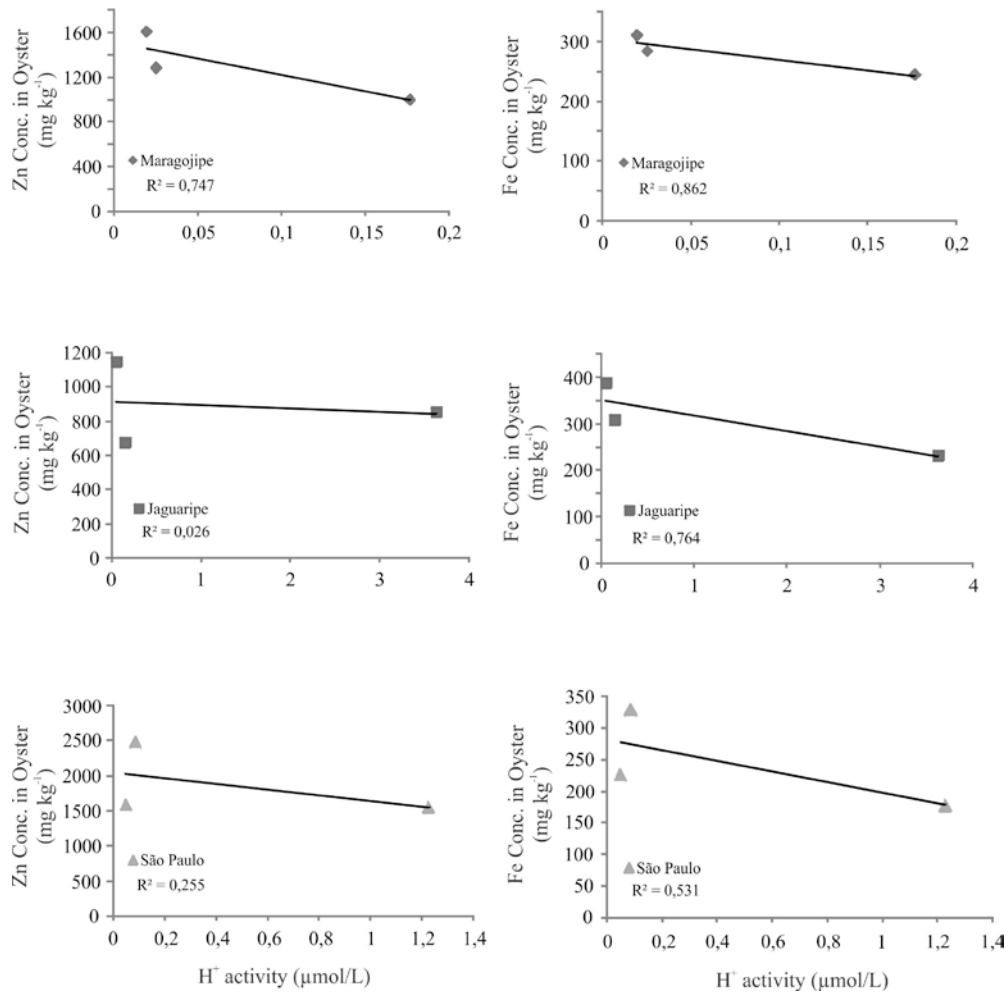 Zn Conc. in Oyster
(mg kg⁻¹)
1600
1200
800
400
0
Maragojipe
R² = 0,747
0 0,05 0,1 0,15 0,2
Fe Conc. in Oyster
(mg kg⁻¹)
300
200
100
0
Maragojipe
R² = 0,862
0 0,05 0,1 0,15 0,2
Zn Conc. in Oyster
(mg kg⁻¹)
1200
1000
800
600
400
200
0
Jaguaripe
R² = 0,026
0 1 2 3 4
Fe Conc. in Oyster
(mg kg⁻¹)
400
300
200
100
0
Jaguaripe
R² = 0,764
0 1 2 3 4
Zn Conc. in Oyster
(mg kg⁻¹)
3000
2500
2000
1500
1000
500
0
São Paulo
R² = 0,255
0 0,2 0,4 0,6 0,8 1 1,2 1,4
H⁺ activity (µmol/L)
Fe Conc. in Oyster
(mg kg⁻¹)
350
300
250
200
150
100
50
0
São Paulo
R² = 0,531
0 0,2 0,4 0,6 0,8 1 1,2 1,4
H⁺ activity (µmol/L)